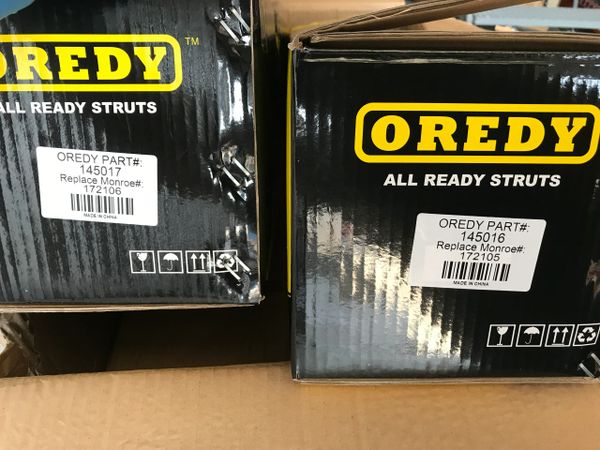 OREDY™
ALL READY STRUTS
OREDY PART#:
145017
Replace Monroe#:
172106
MADE IN CHINA
OREDY
ALL READY STRUTS
OREDY PART#:
145016
Replace Monroe#:
172105
MADE IN CHINA